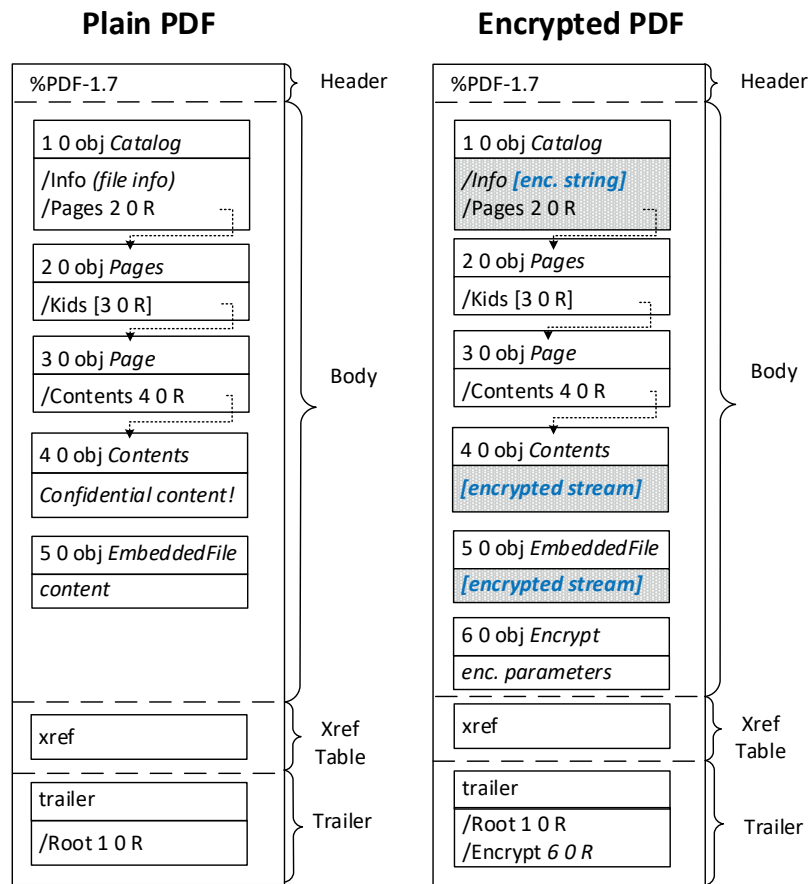 Plain PDF
%PDF-1.7
Header
1 0 obj Catalog
/Info (file info)
/Pages 2 0 R
2 0 obj Pages
/Kids [3 0 R]
3 0 obj Page
/Contents 4 0 R
Body
4 0 obj Contents
Confidential content!
5 0 obj EmbeddedFile
content
xref
Xref
Table
trailer
/Root 1 0 R
Trailer
Encrypted PDF
%PDF-1.7
Header
1 0 obj Catalog
/Info [enc. string]
/Pages 2 0 R
2 0 obj Pages
/Kids [3 0 R]
3 0 obj Page
/Contents 4 0 R
Body
4 0 obj Contents
[encrypted stream]
5 0 obj EmbeddedFile
[encrypted stream]
6 0 obj Encrypt
enc. parameters
xref
Xref
Table
trailer
/Root 1 0 R
/Encrypt 6 0 R
Trailer